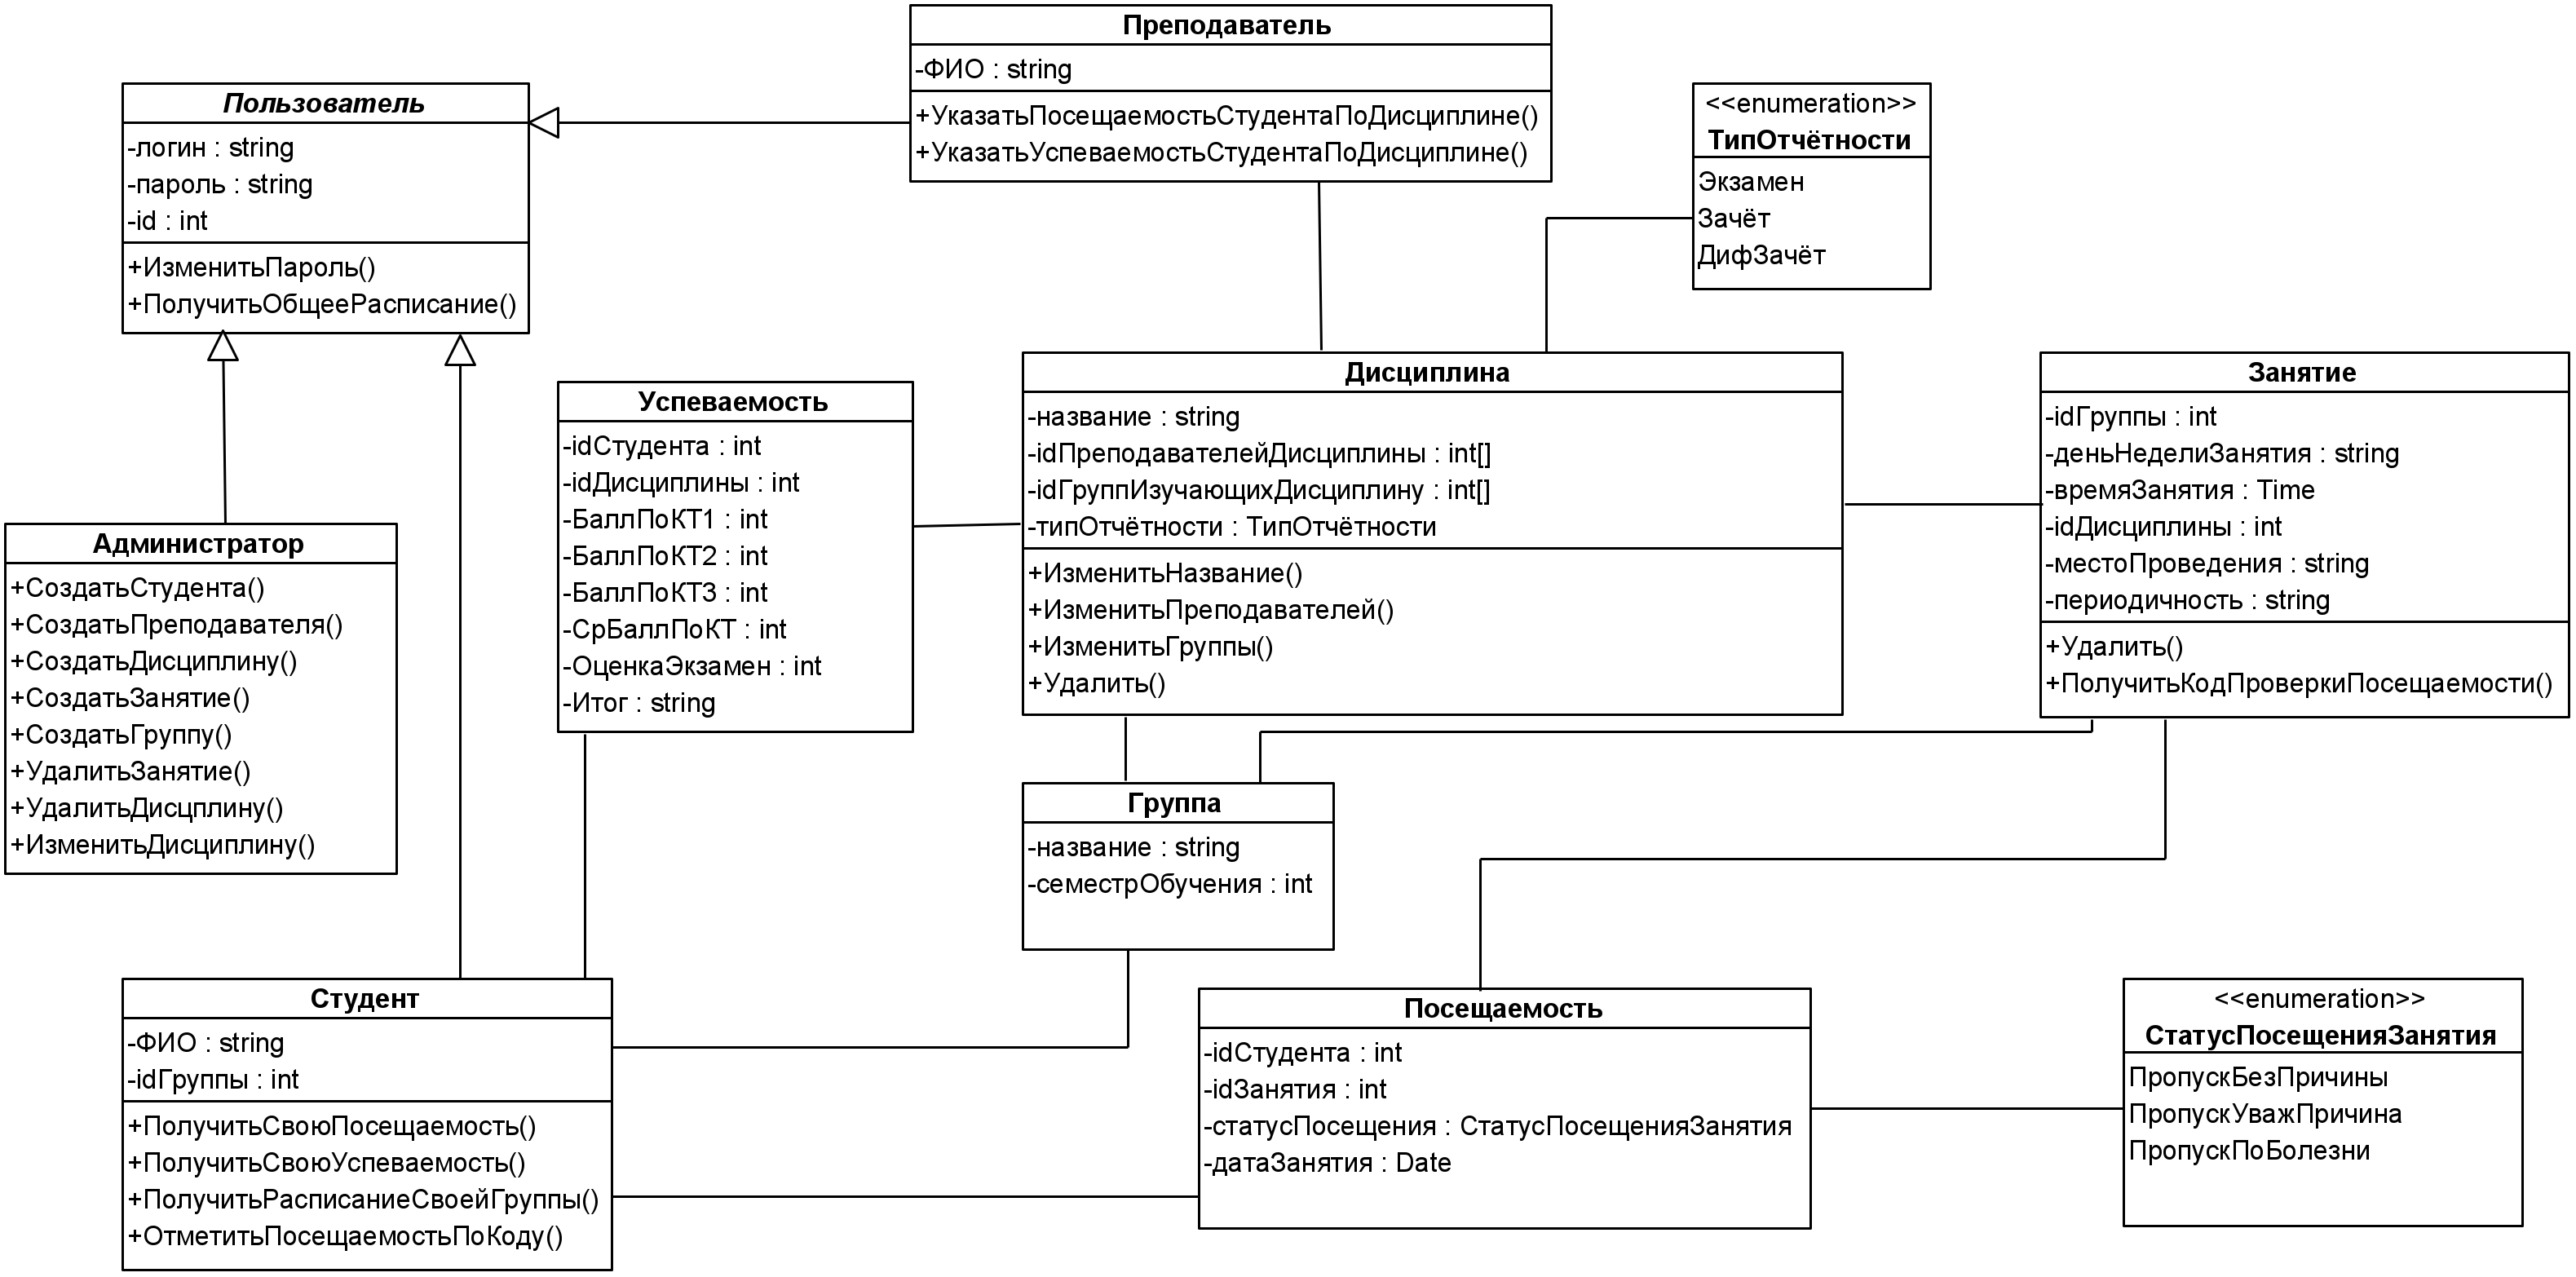 Преподаватель
-ФИО : string
+УказатьПосещаемостьСтудентаПоДисциплине()
+УказатьУспеваемостьСтудентаПоДисциплине()
Пользователь
-логин : string
-пароль : string
-id : int
+ИзменитьПароль()
+ПолучитьОбщееРасписание()
<<enumeration>>
ТипОтчётности
Экзамен
Зачёт
ДифЗачёт
Успеваемость
-idСтудента : int
-idДисциплины : int
-БаллПоКТ1 : int
-БаллПоКТ2 : int
-БаллПоКТ3 : int
-СрБаллПоКТ : int
-ОценкаЭкзамен : int
-Итог : string
Дисциплина
-название : string
-idПреподавателейДисциплины : int[]
-idГруппИзучающихДисциплину : int[]
-типОтчётности : ТипОтчётности
+ИзменитьНазвание()
+ИзменитьПреподавателей()
+ИзменитьГруппы()
+Удалить()
Занятие
-idГруппы : int
-деньНеделиЗанятия : string
-времяЗанятия : Time
-idДисциплины : int
-местоПроведения : string
-периодичность : string
+Удалить()
+ПолучитьКодПроверкиПосещаемости()
Администратор
+СоздатьСтудента()
+СоздатьПреподавателя()
+СоздатьДисциплину()
+СоздатьЗанятие()
+СоздатьГруппу()
+УдалитьЗанятие()
+УдалитьДисцплину()
+ИзменитьДисциплину()
Группа
-название : string
-семестрОбучения : int
Студент
-ФИО : string
-idГруппы : int
+ПолучитьСвоюПосещаемость()
+ПолучитьСвоюУспеваемость()
+ПолучитьРасписаниеСвоейГруппы()
+ОтметитьПосещаемостьПоКоду()
Посещаемость
-idСтудента : int
-idЗанятия : int
-статусПосещения : СтатусПосещенияЗанятия
-датаЗанятия : Date
<<enumeration>>
СтатусПосещенияЗанятия
ПропускБезПричины
ПропускУважПричина
ПропускПоБолезни